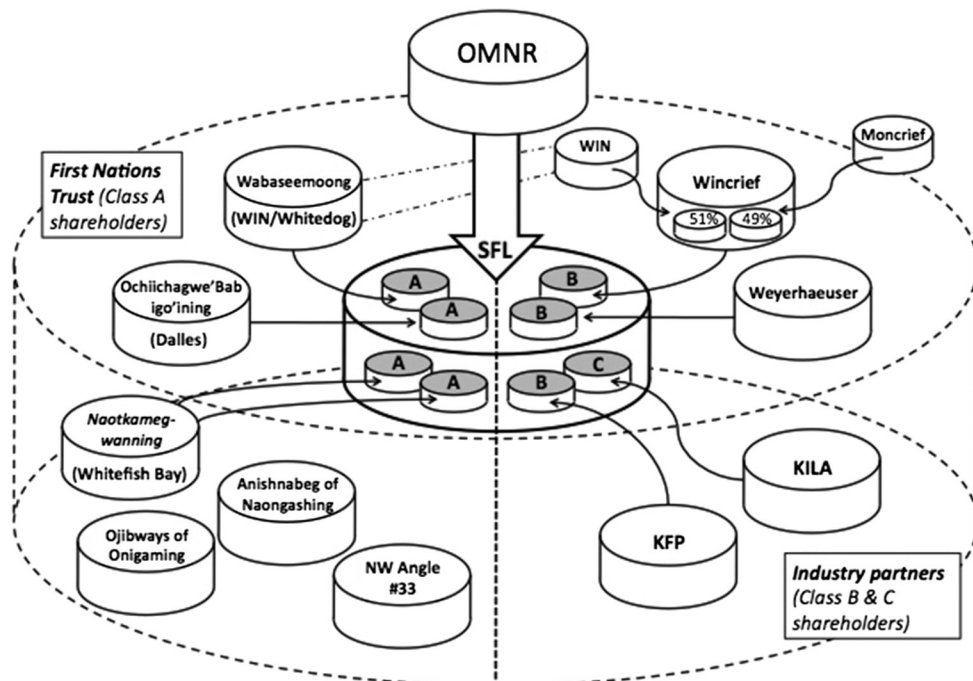 OMNR
First Nations
Trust (Class A
shareholders)
Wabaseemoong
(WIN/Whitedog)
WIN
Moncrief
Wincrief
51%
49%
SFL
A
B
A
B
Ochiichagwe'Bab
igo'ining
(Dalles)
Weyerhaeuser
A
C
A
B
Naotkameg-
wanning
(Whitefish Bay)
Anishnabeg of
Naongashing
Ojibways of
Onigaming
NW Angle
#33
KILA
KFP
Industry partners
(Class B & C
shareholders)